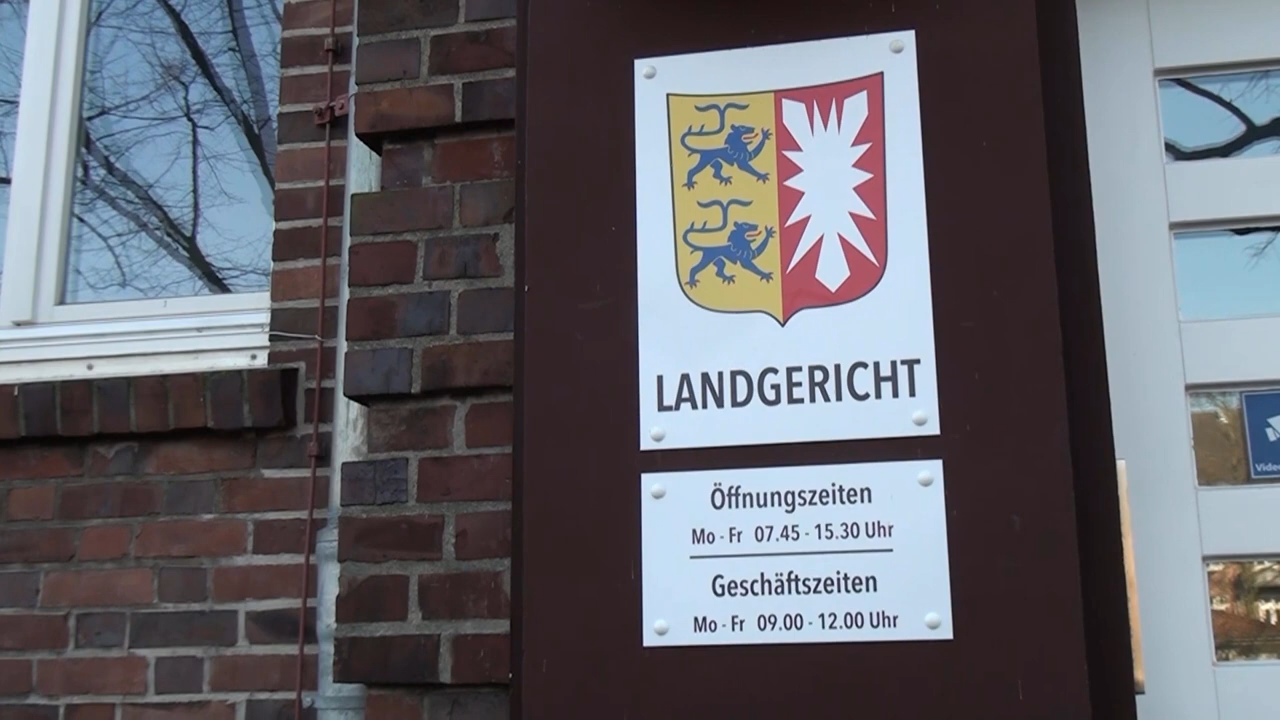 LANDGERICHT
Öffnungszeiten
Mo - Fr 07.45 - 15.30 Uhr
Geschäftszeiten
Mo - Fr 09.00 - 12.00 Uhr